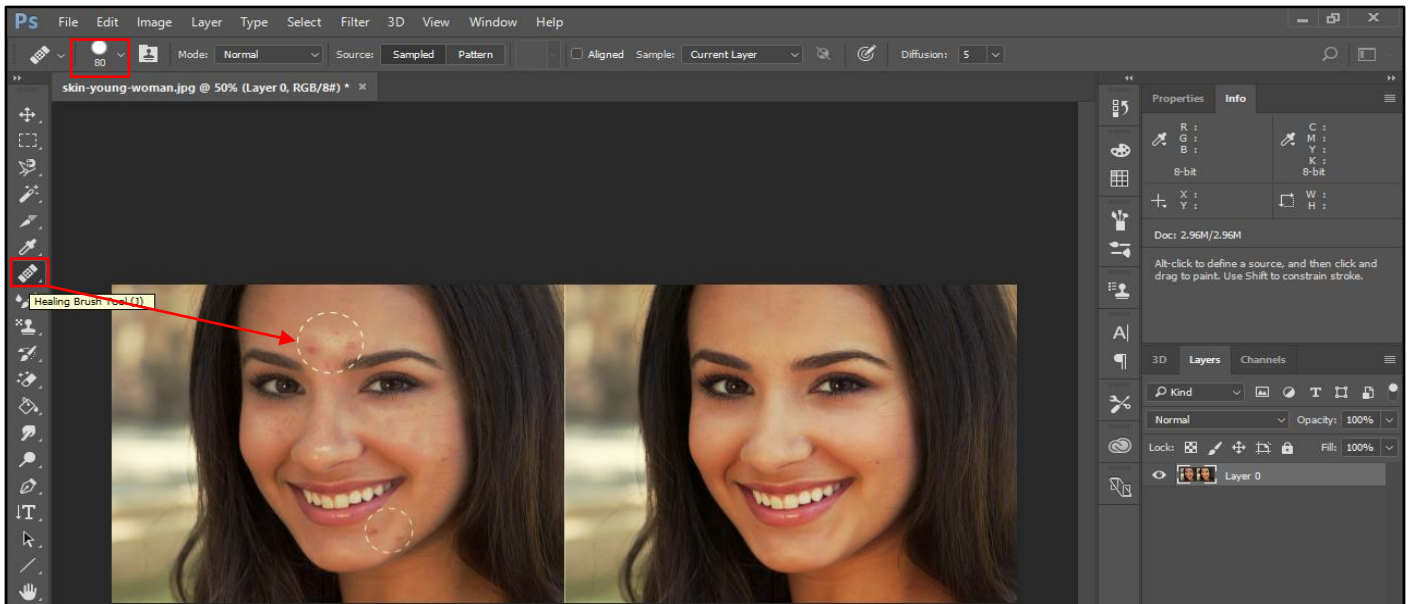 Ps File Edit Image Layer Type Select Filter 3D View Window Help
80 Mode: Normal Source: Sampled Pattern Aligned Sample: Current Layer Diffusion: 5
skin-young-woman.jpg @ 50% (Layer 0, RGB/8#) *
Healing Brush Tool (J)
Properties Info
R : C :
G : M :
B : Y :
K :
8-bit 8-bit
X : W :
Y : H :
Doc: 2.96M/2.96M
Alt-click to define a source, and then click and
drag to paint. Use Shift to constrain stroke.
3D Layers Channels
Kind
Normal Opacity: 100%
Lock: Fill: 100%
Layer 0